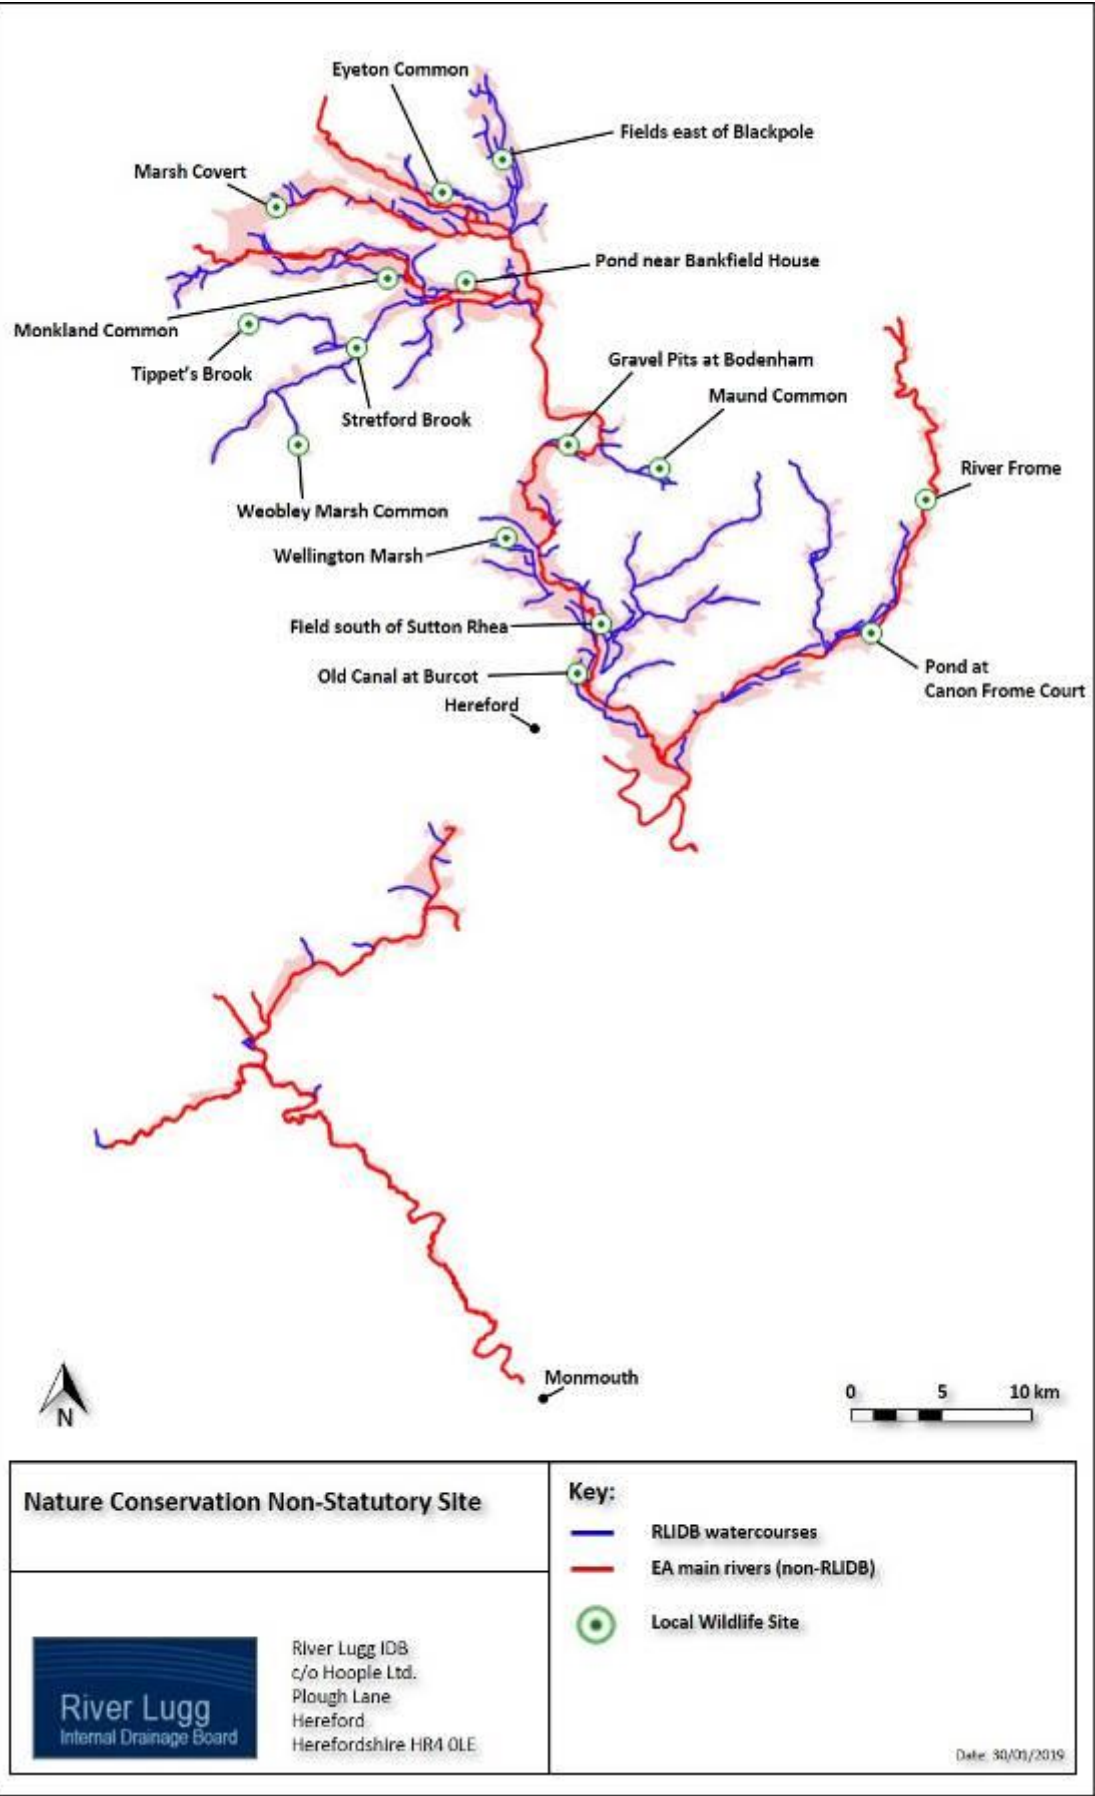 Eyeton Common
Fields east of Blackpole
Marsh Covert
Pond near Bankfield House
Monkland Common
Tippet's Brook
Gravel Pits at Bodenham
Maund Common
Stretford Brook
River Frome
Weobley Marsh Common
Wellington Marsh
Field south of Sutton Rhea
Old Canal at Burcot
Pond at
Canon Frome Court
Hereford
Monmouth
0 5 10 km
N
Nature Conservation Non-Statutory Site
River Lugg
Internal Drainage Board
River Lugg IDB
c/o Hoople Ltd.
Plough Lane
Hereford
Herefordshire HR4 0LE
Key:
RLIDB watercourses
EA main rivers (non-RLIDB)
Local Wildlife Site
Date: 30/01/2019